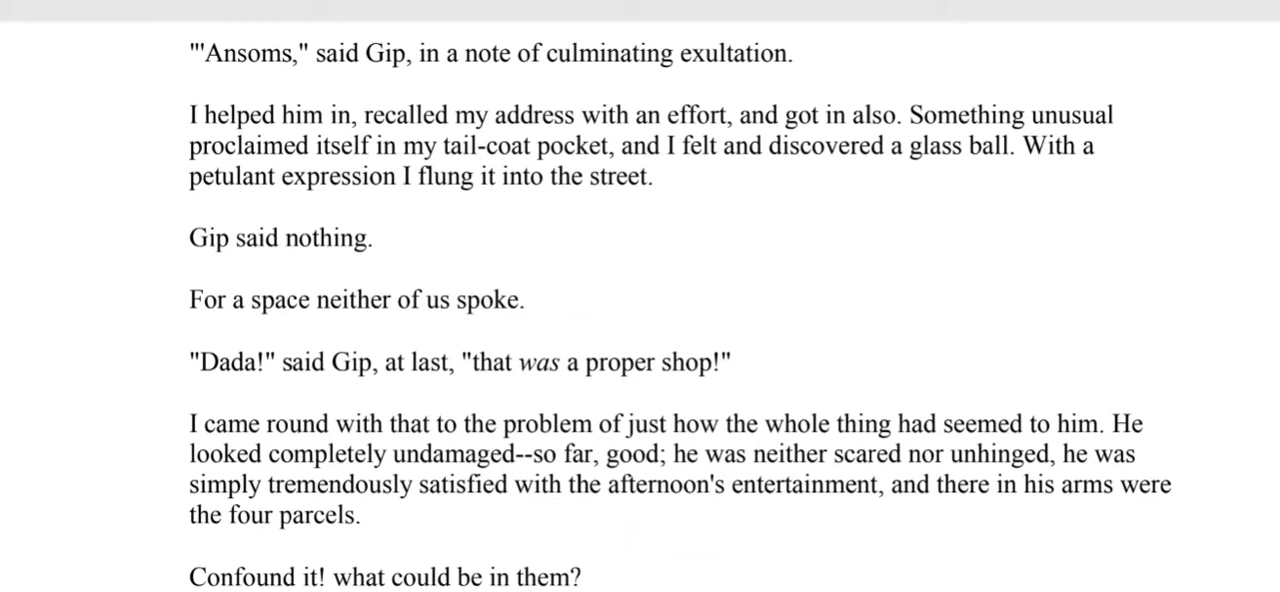 "'Ansoms," said Gip, in a note of culminating exultation.
I helped him in, recalled my address with an effort, and got in also. Something unusual
proclaimed itself in my tail-coat pocket, and I felt and discovered a glass ball. With a
petulant expression I flung it into the street.
Gip said nothing.
For a space neither of us spoke.
"Dada!" said Gip, at last, "that was a proper shop!"
I came round with that to the problem of just how the whole thing had seemed to him. He
looked completely undamaged--so far, good; he was neither scared nor unhinged, he was
simply tremendously satisfied with the afternoon's entertainment, and there in his arms were
the four parcels.
Confound it! what could be in them?